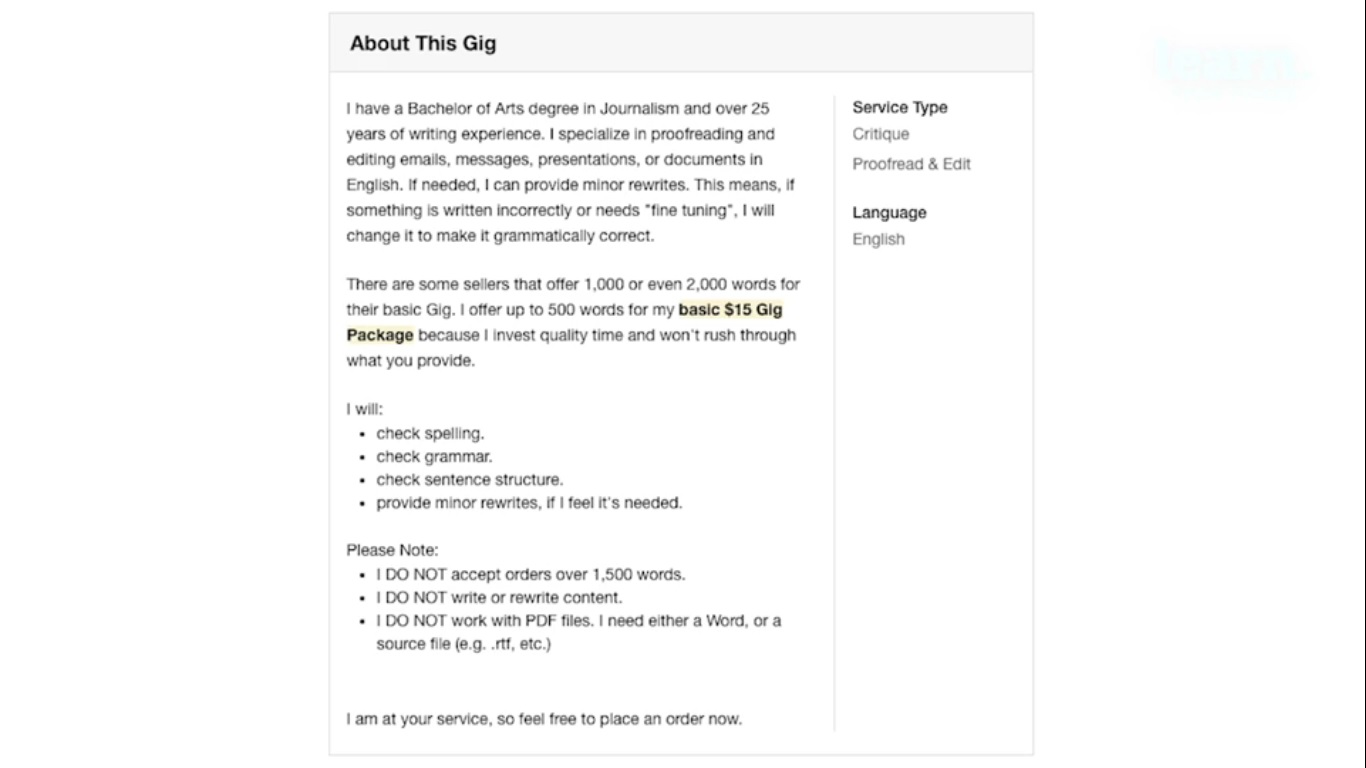 About This Gig
I have a Bachelor of Arts degree in Journalism and over 25
years of writing experience. I specialize in proofreading and
editing emails, messages, presentations, or documents in
English. If needed, I can provide minor rewrites. This means, if
something is written incorrectly or needs "fine tuning", I will
change it to make it grammatically correct.
There are some sellers that offer 1,000 or even 2,000 words for
their basic Gig. I offer up to 500 words for my basic $15 Gig
Package because I invest quality time and won't rush through
what you provide.
I will:
• check spelling.
• check grammar.
• check sentence structure.
• provide minor rewrites, if I feel it's needed.
Please Note:
• I DO NOT accept orders over 1,500 words.
• I DO NOT write or rewrite content.
• I DO NOT work with PDF files. I need either a Word, or a
source file (e.g. .rtf, etc.)
I am at your service, so feel free to place an order now.
Service Type
Critique
Proofread & Edit
Language
English
learn.